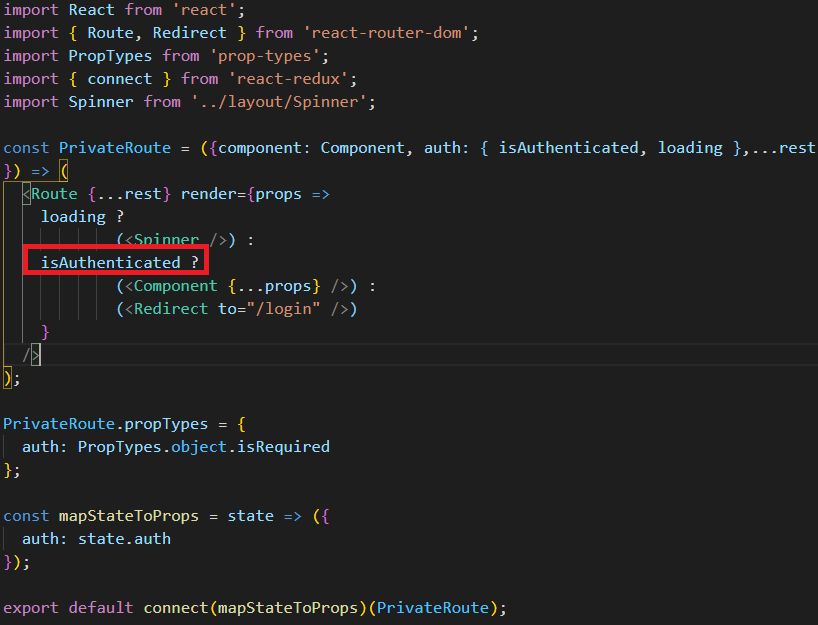 import React from 'react';
import { Route, Redirect } from 'react-router-dom';
import PropTypes from 'prop-types';
import { connect } from 'react-redux';
import Spinner from '../layout/Spinner';
const PrivateRoute = ({component: Component, auth: { isAuthenticated, loading },...rest
}) => (
<Route {...rest} render={props =>
loading ?
(<Spinner />) :
isAuthenticated ?
(<Component {...props} />) :
(<Redirect to="/login" />)
}
/>
);
PrivateRoute.propTypes = {
auth: PropTypes.object.isRequired
};
const mapStateToProps = state => ({
auth: state.auth
});
export default connect(mapStateToProps)(PrivateRoute);